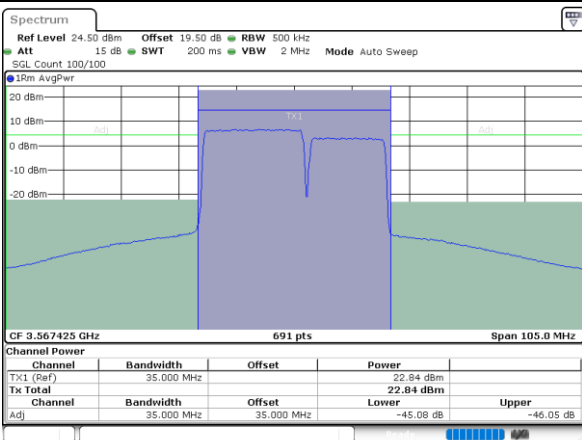 Spectrum
Ref Level 24.50 dBm Offset 19.50 dB RBW 500 kHz
Att 15 dB SWT 200 ms VBW 2 MHz Mode Auto Sweep
SGL Count 100/100
1Rm AvgPwr
20 dBm
TX1
10 dBm
Adj Adj
0 dBm
-10 dBm
-20 dBm
CF 3.567425 GHz 691 pts Span 105.0 MHz
Channel Power
Channel Bandwidth Offset Power
TX1 (Ref) 35.000 MHz 22.84 dBm
Tx Total 22.84 dBm
Channel Bandwidth Offset Lower Upper
Adj 35.000 MHz 35.000 MHz -45.08 dB -46.05 dB